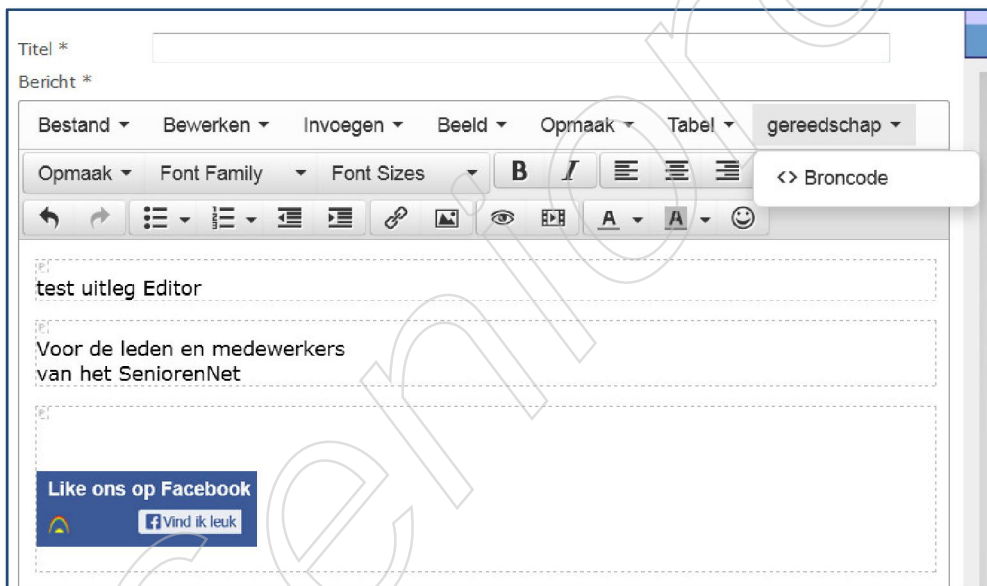 Titel *
Bericht *
Bestand Bewerken Invoegen Beeld Opmaak Tabel gereedschap
Opmaak Font Family Font Sizes B I
<> Broncode
A A
test uitleg Editor
Voor de leden en medewerkers
van het SeniorenNet
Like ons op Facebook
Vind ik leuk